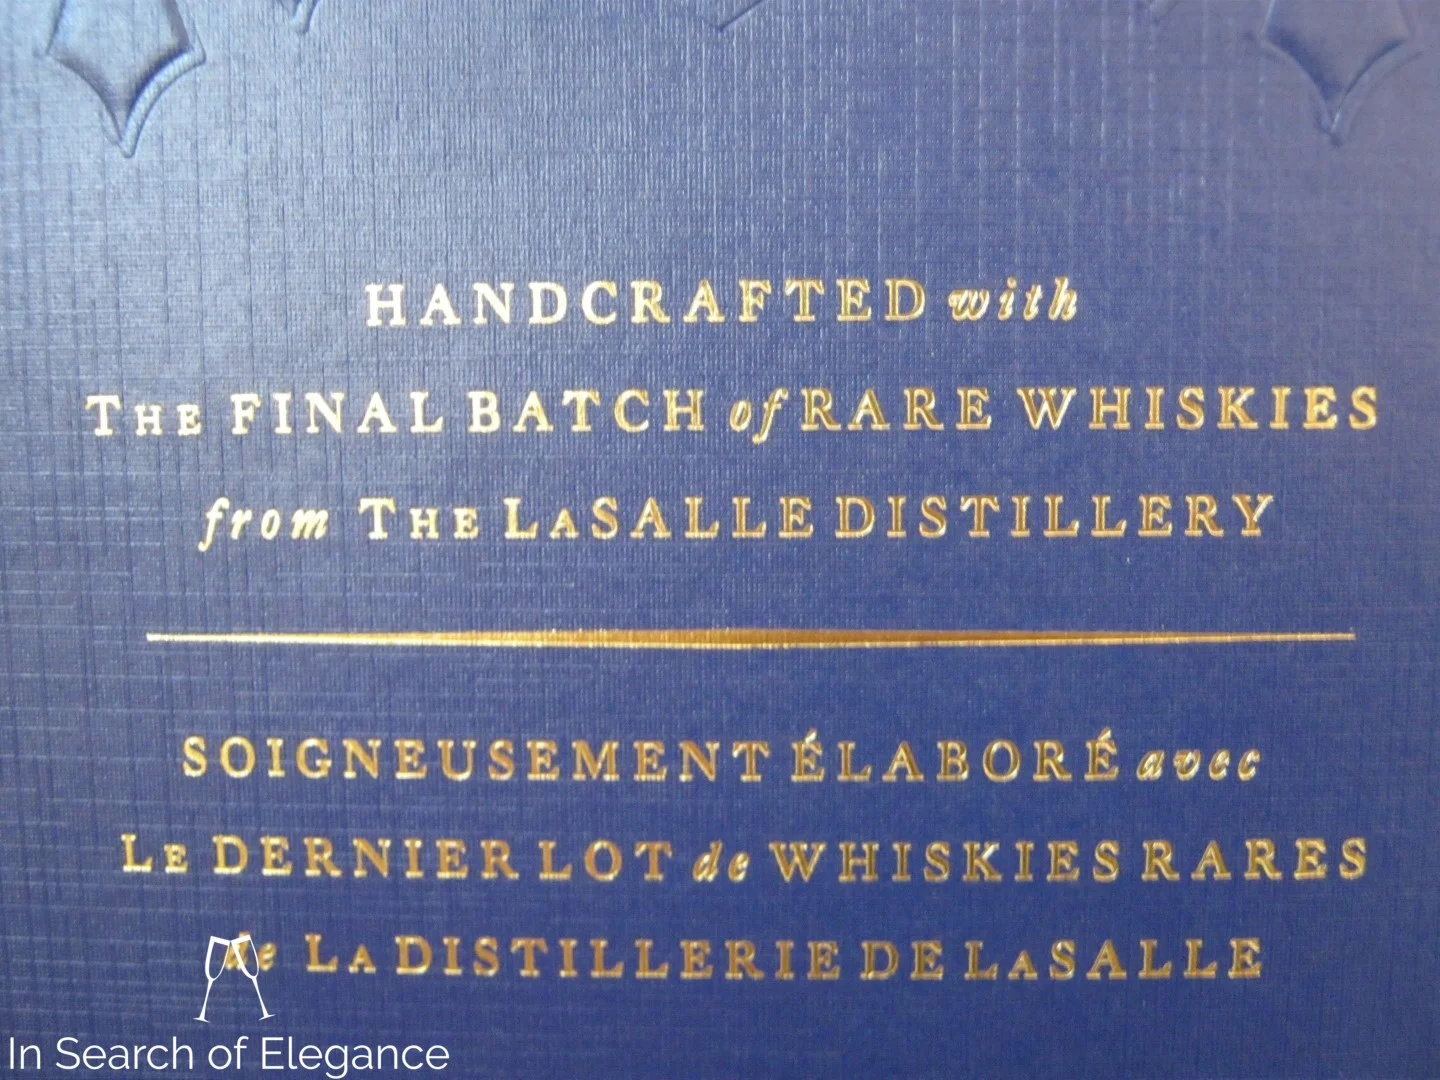 HANDCRAFTED with
THE FINAL BATCH of RARE WHISKIES
from THE LASALLE DISTILLERY
SOIGNEUSEMENT ÉLABORÉ avec
LE DERNIER LOT de WHISKIES RARES
de LA DISTILLERIE DE LASALLE
In Search of Elegance